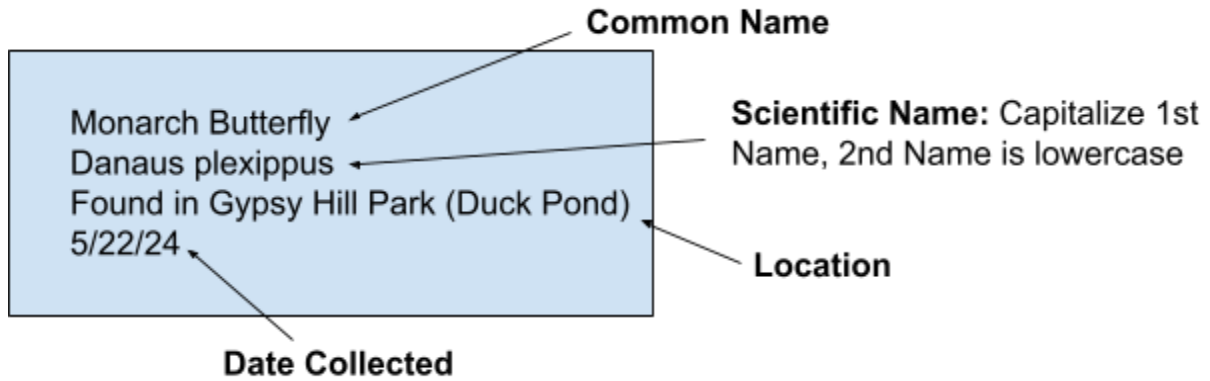 Common Name
Monarch Butterfly
Danaus plexippus
Found in Gypsy Hill Park (Duck Pond)
5/22/24
Scientific Name: Capitalize 1st
Name, 2nd Name is lowercase
Location
Date Collected